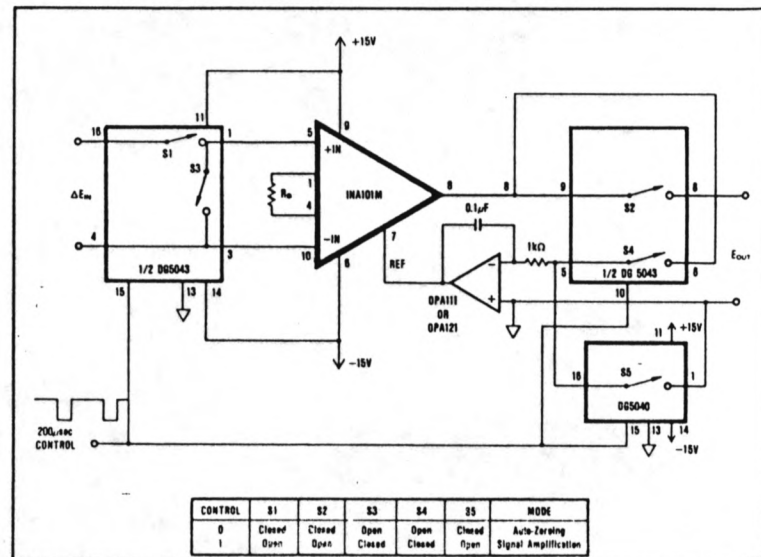 +15V
11
16
1
5
9
+IN
S1
S3
1
ΔE_IN
R_G
INA101M
8
8
9
S2
8
4
0.1µF
4
3
-IN
10
7
1kΩ
S4
5
6
1/2 DG5043
6
REF
1/2 DG 5043
E_OUT
15
13
14
OPA111
OR
OPA121
10
-15V
11
+15V
16
S5
1
200µsec
CONTROL
DG5040
15
13
14
-15V
CONTROL S1 S2 S3 S4 S5 MODE
0 Closed Closed Open Open Closed Auto-Zeroing
1 Open Open Closed Closed Open Signal Amplification